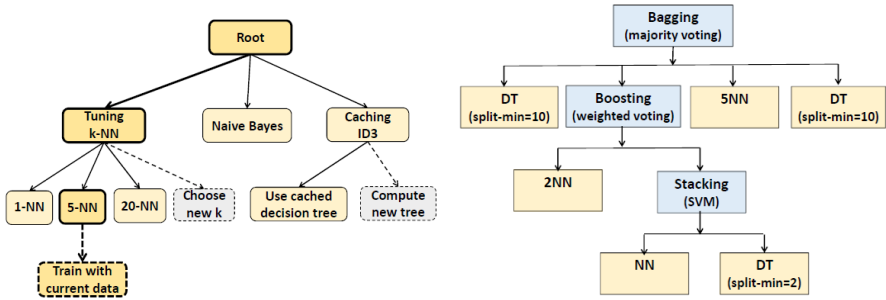 Root
Tuning
k-NN
Naive Bayes
Caching
ID3
1-NN
5-NN
20-NN
Choose
new k
Use cached
decision tree
Compute
new tree
Train with
current data
Bagging
(majority voting)
DT
(split-min=10)
Boosting
(weighted voting)
5NN
DT
(split-min=10)
2NN
Stacking
(SVM)
NN
DT
(split-min=2)